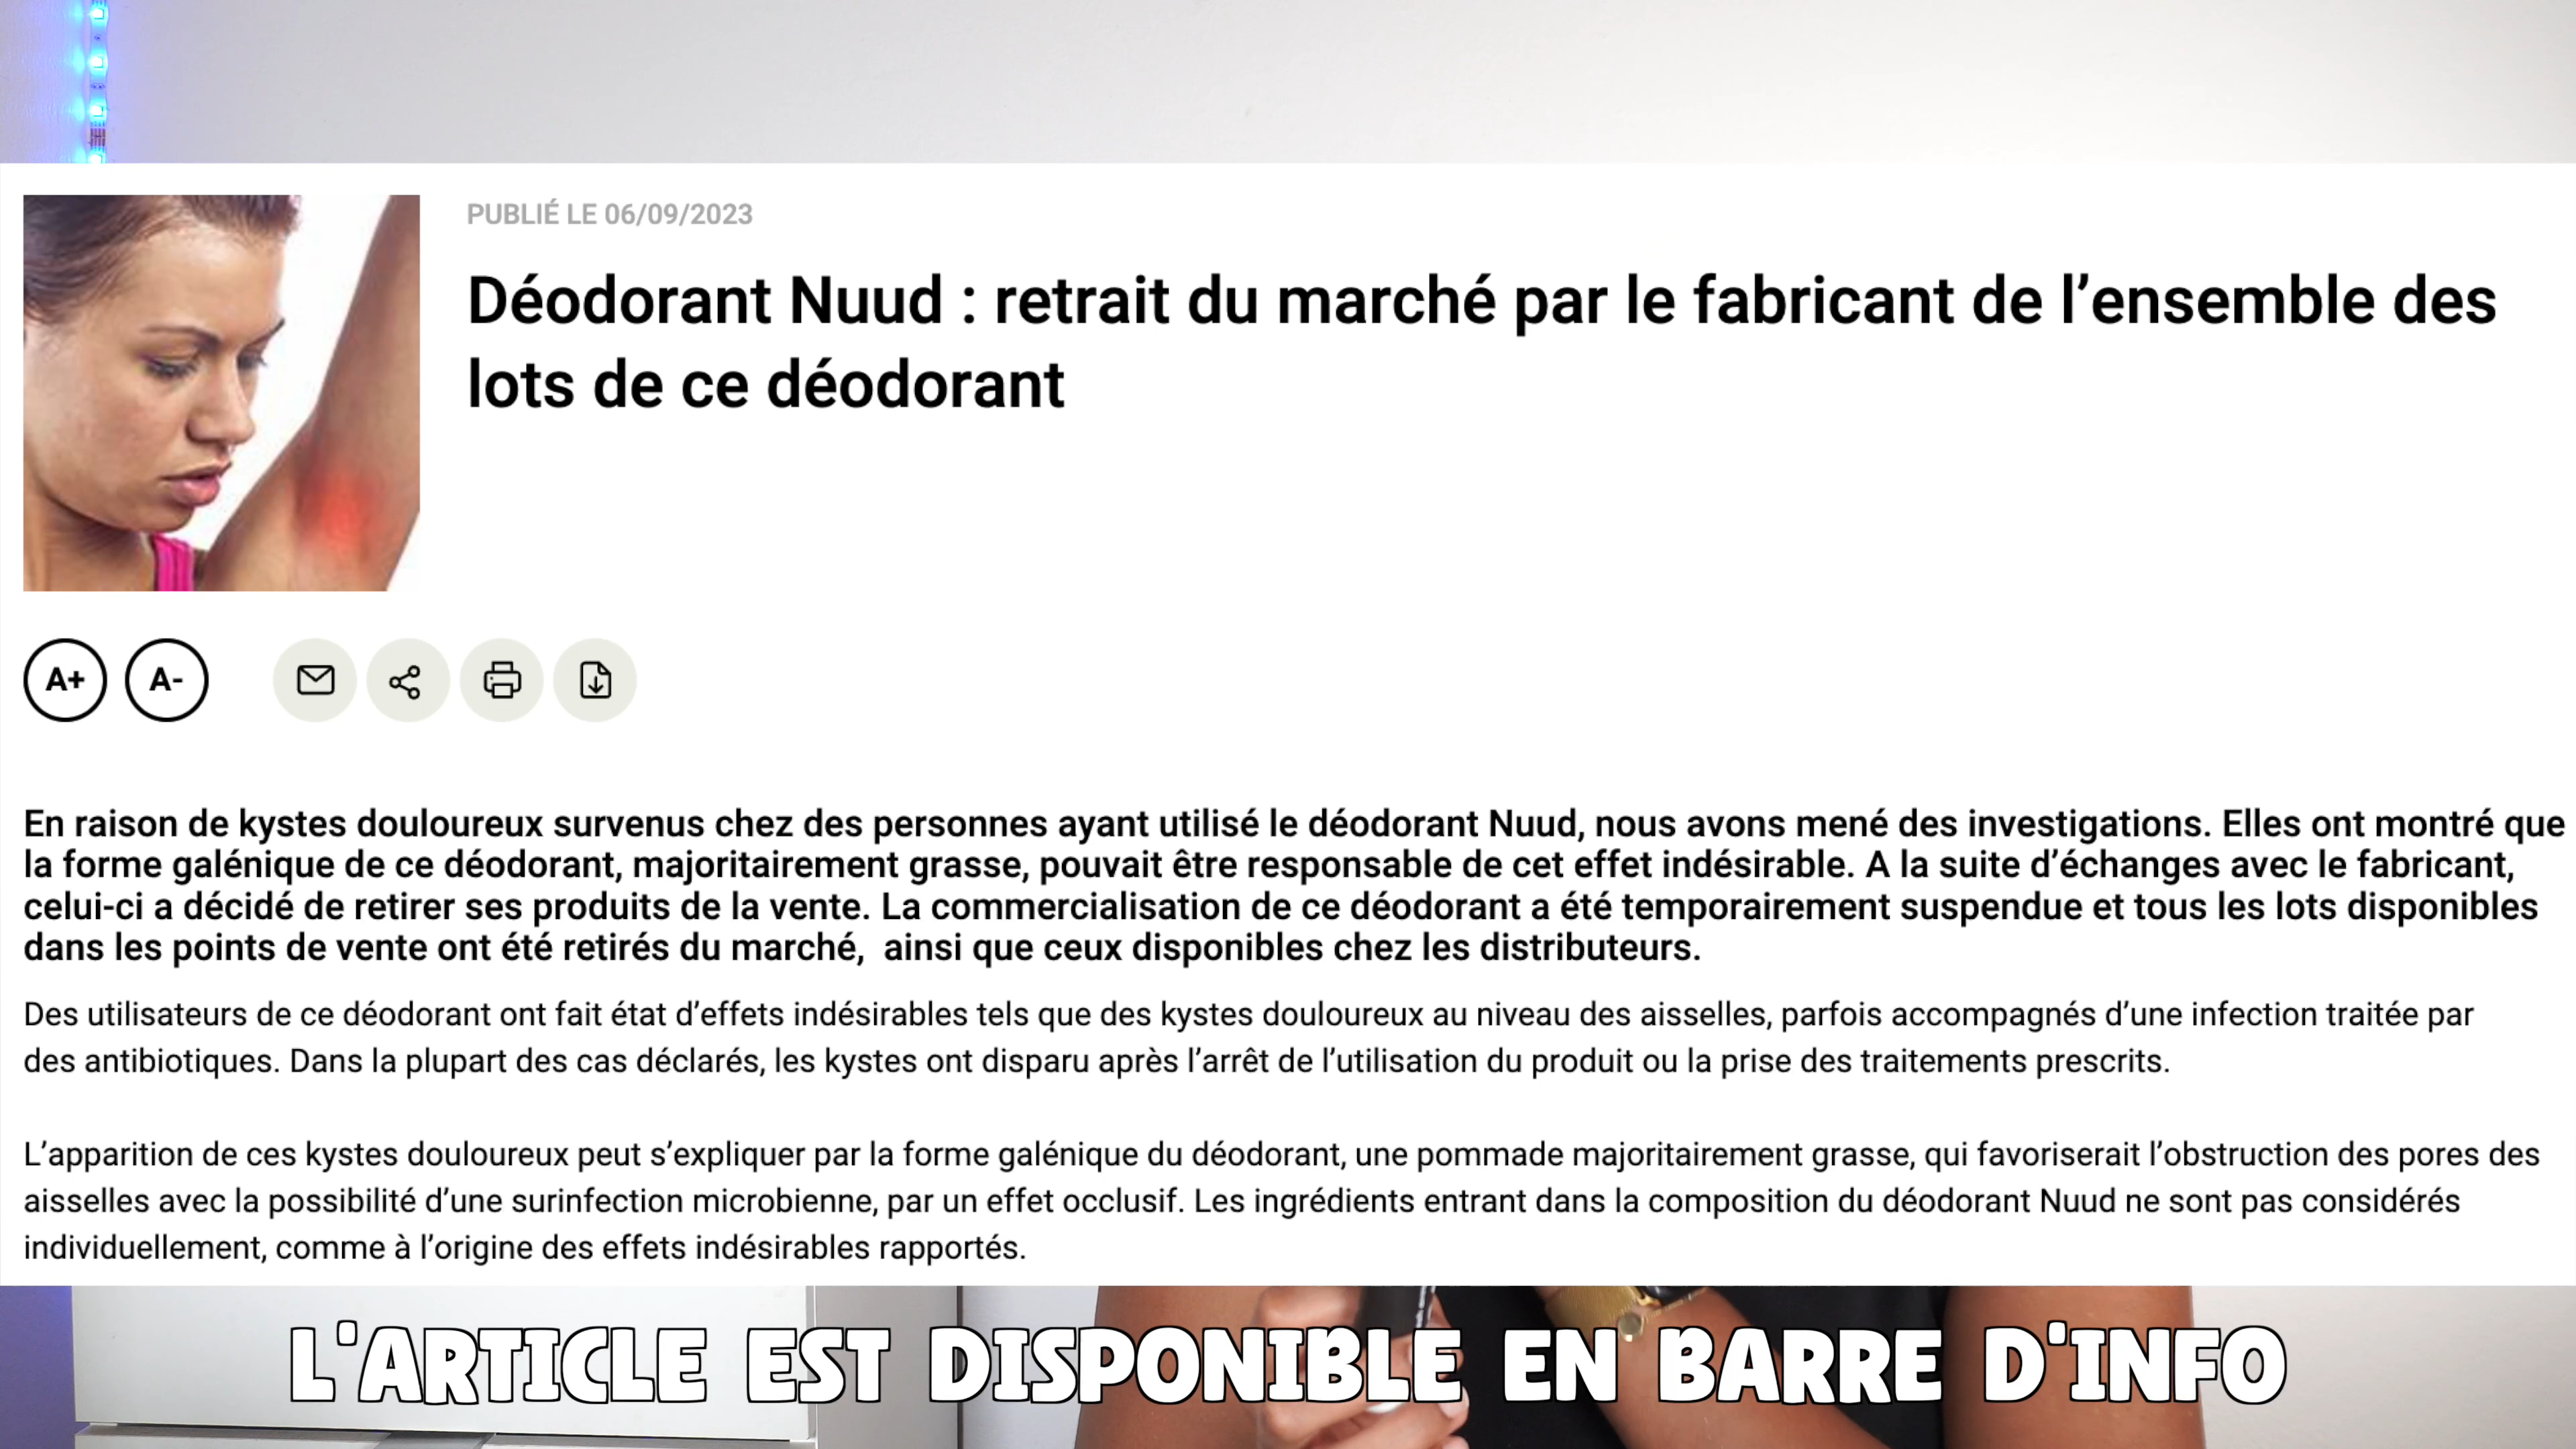 PUBLIÉ LE 06/09/2023
Déodorant Nuud : retrait du marché par le fabricant de l’ensemble des
lots de ce déodorant
A+ A-
En raison de kystes douloureux survenus chez des personnes ayant utilisé le déodorant Nuud, nous avons mené des investigations. Elles ont montré que
la forme galénique de ce déodorant, majoritairement grasse, pouvait être responsable de cet effet indésirable. A la suite d’échanges avec le fabricant,
celui-ci a décidé de retirer ses produits de la vente. La commercialisation de ce déodorant a été temporairement suspendue et tous les lots disponibles
dans les points de vente ont été retirés du marché,  ainsi que ceux disponibles chez les distributeurs.
Des utilisateurs de ce déodorant ont fait état d’effets indésirables tels que des kystes douloureux au niveau des aisselles, parfois accompagnés d’une infection traitée par
des antibiotiques. Dans la plupart des cas déclarés, les kystes ont disparu après l’arrêt de l’utilisation du produit ou la prise des traitements prescrits.
L’apparition de ces kystes douloureux peut s’expliquer par la forme galénique du déodorant, une pommade majoritairement grasse, qui favoriserait l’obstruction des pores des
aisselles avec la possibilité d’une surinfection microbienne, par un effet occlusif. Les ingrédients entrant dans la composition du déodorant Nuud ne sont pas considérés
individuellement, comme à l’origine des effets indésirables rapportés.
L'ARTICLE EST DISPONIBLE EN BARRE D'INFO